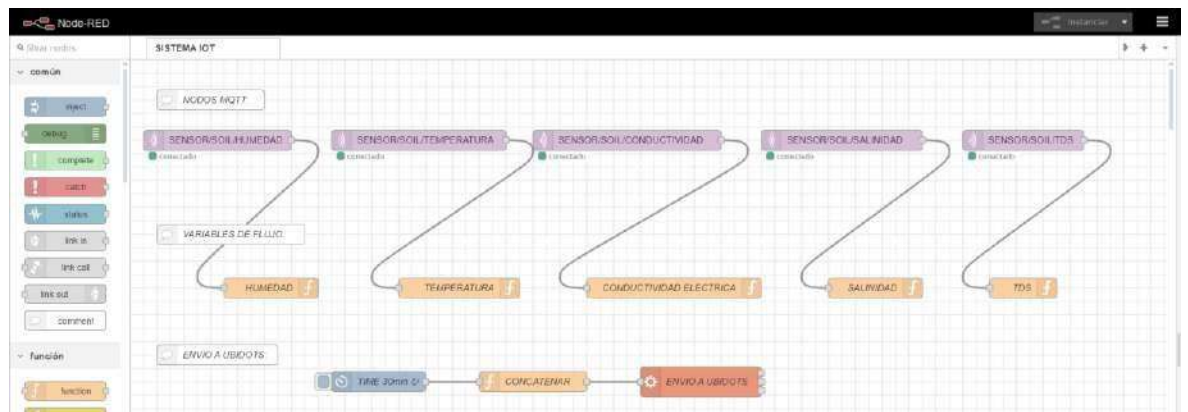 Node-RED
Instanciar
nodos
SISTEMA IOT
común
inject
debug
complete
catch
status
link in
link call
link out
comment
función
function
NODOS MQTT
SENSOR/SOIL/HUMEDAD
SENSOR/SOIL/TEMPERATURA
SENSOR/SOIL/CONDUCTIVIDAD
SENSOR/SOIL/SALINIDAD
SENSOR/SOIL/TDS
conectado
conectado
conectado
conectado
conectado
VARIABLES DE FLUJO
HUMEDAD
TEMPERATURA
CONDUCTIVIDAD ELECTRICA
SALINIDAD
TDS
ENVIO A UBIDOTS
TIME 30min ↻
CONCATENAR
ENVIO A UBIDOTS